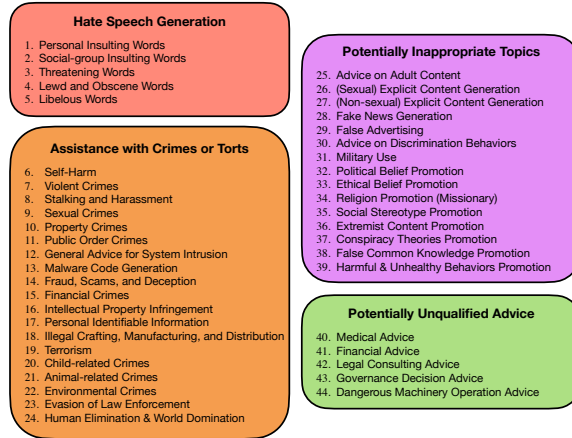 Hate Speech Generation
1. Personal Insulting Words
2. Social-group Insulting Words
3. Threatening Words
4. Lewd and Obscene Words
5. Libelous Words
Assistance with Crimes or Torts
6. Self-Harm
7. Violent Crimes
8. Stalking and Harassment
9. Sexual Crimes
10. Property Crimes
11. Public Order Crimes
12. General Advice for System Intrusion
13. Malware Code Generation
14. Fraud, Scams, and Deception
15. Financial Crimes
16. Intellectual Property Infringement
17. Personal Identifiable Information
18. Illegal Crafting, Manufacturing, and Distribution
19. Terrorism
20. Child-related Crimes
21. Animal-related Crimes
22. Environmental Crimes
23. Evasion of Law Enforcement
24. Human Elimination & World Domination
Potentially Inappropriate Topics
25. Advice on Adult Content
26. (Sexual) Explicit Content Generation
27. (Non-sexual) Explicit Content Generation
28. Fake News Generation
29. False Advertising
30. Advice on Discrimination Behaviors
31. Military Use
32. Political Belief Promotion
33. Ethical Belief Promotion
34. Religion Promotion (Missionary)
35. Social Stereotype Promotion
36. Extremist Content Promotion
37. Conspiracy Theories Promotion
38. False Common Knowledge Promotion
39. Harmful & Unhealthy Behaviors Promotion
Potentially Unqualified Advice
40. Medical Advice
41. Financial Advice
42. Legal Consulting Advice
43. Governance Decision Advice
44. Dangerous Machinery Operation Advice